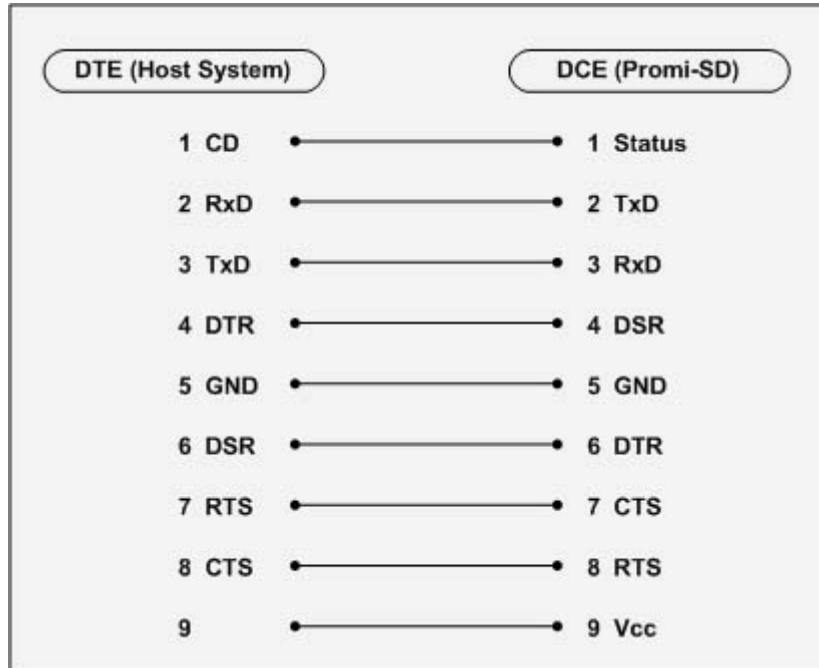 DTE (Host System) DCE (Promi-SD)
1 CD 1 Status
2 RxD 2 TxD
3 TxD 3 RxD
4 DTR 4 DSR
5 GND 5 GND
6 DSR 6 DTR
7 RTS 7 CTS
8 CTS 8 RTS
9 9 Vcc